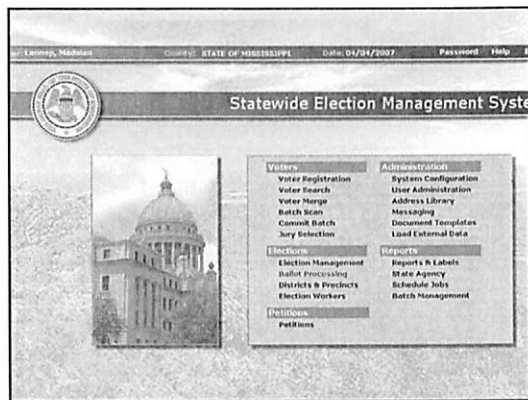 Lannep, Madalan County: STATE OF MISSISSIPPI Date: 04/04/2007 Password Help
Statewide Election Management Syste
Voters
Voter Registration
Voter Search
Voter Merge
Batch Scan
Commit Batch
Jury Selection
Elections
Election Management
Ballot Processing
Districts & Precincts
Election Workers
Petitions
Petitions
Administration
System Configuration
User Administration
Address Library
Messaging
Document Templates
Load External Data
Reports
Reports & Labels
State Agency
Schedule Jobs
Batch Management